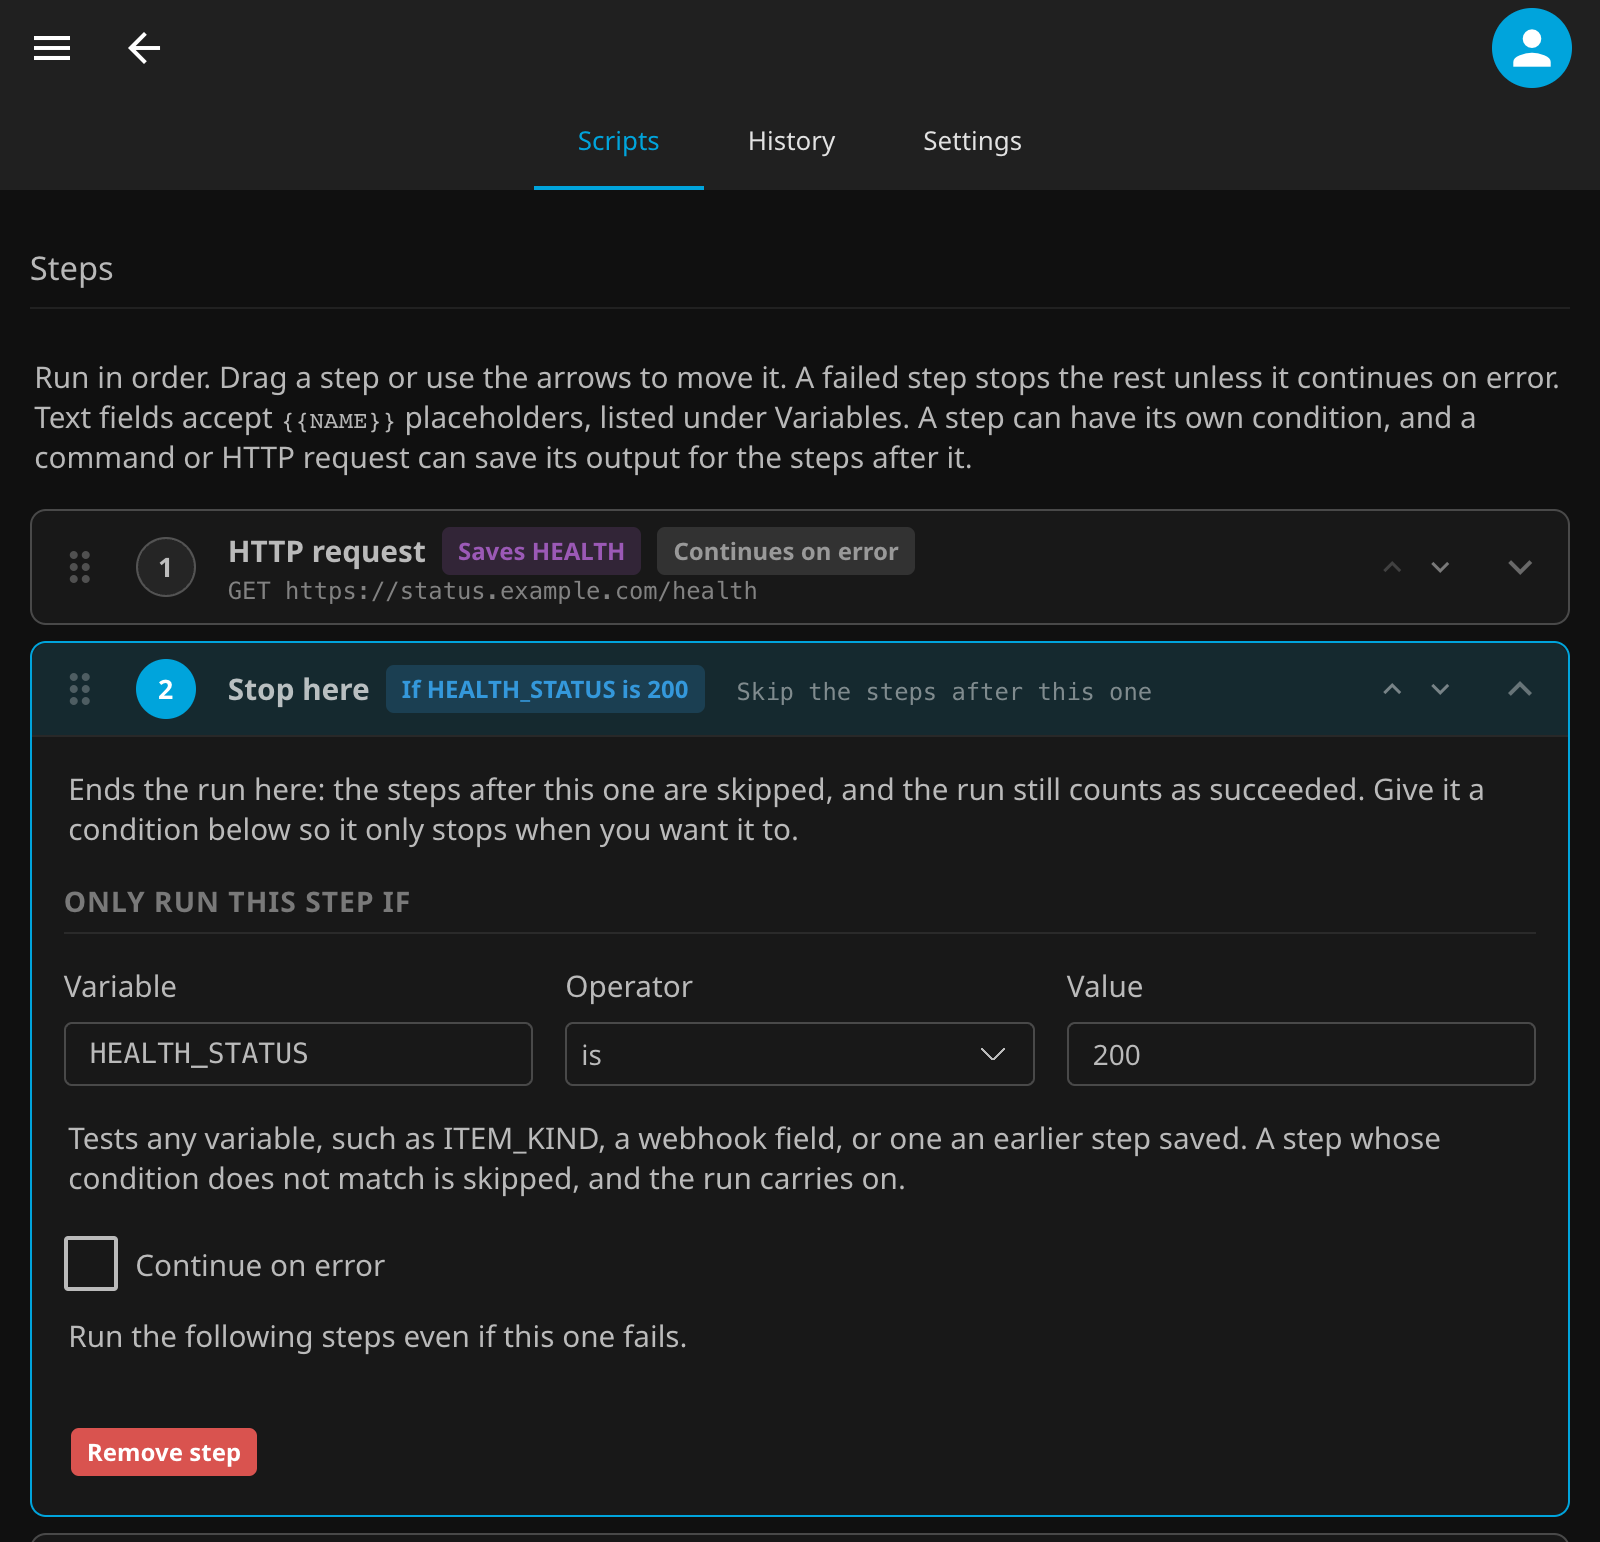 Scripts History Settings
Steps
Run in order. Drag a step or use the arrows to move it. A failed step stops the rest unless it continues on error.
Text fields accept {{NAME}} placeholders, listed under Variables. A step can have its own condition, and a
command or HTTP request can save its output for the steps after it.
1 HTTP request Saves HEALTH Continues on error
GET https://status.example.com/health
2 Stop here If HEALTH_STATUS is 200 Skip the steps after this one
Ends the run here: the steps after this one are skipped, and the run still counts as succeeded. Give it a
condition below so it only stops when you want it to.
ONLY RUN THIS STEP IF
Variable Operator Value
HEALTH_STATUS is 200
Tests any variable, such as ITEM_KIND, a webhook field, or one an earlier step saved. A step whose
condition does not match is skipped, and the run carries on.
Continue on error
Run the following steps even if this one fails.
Remove step